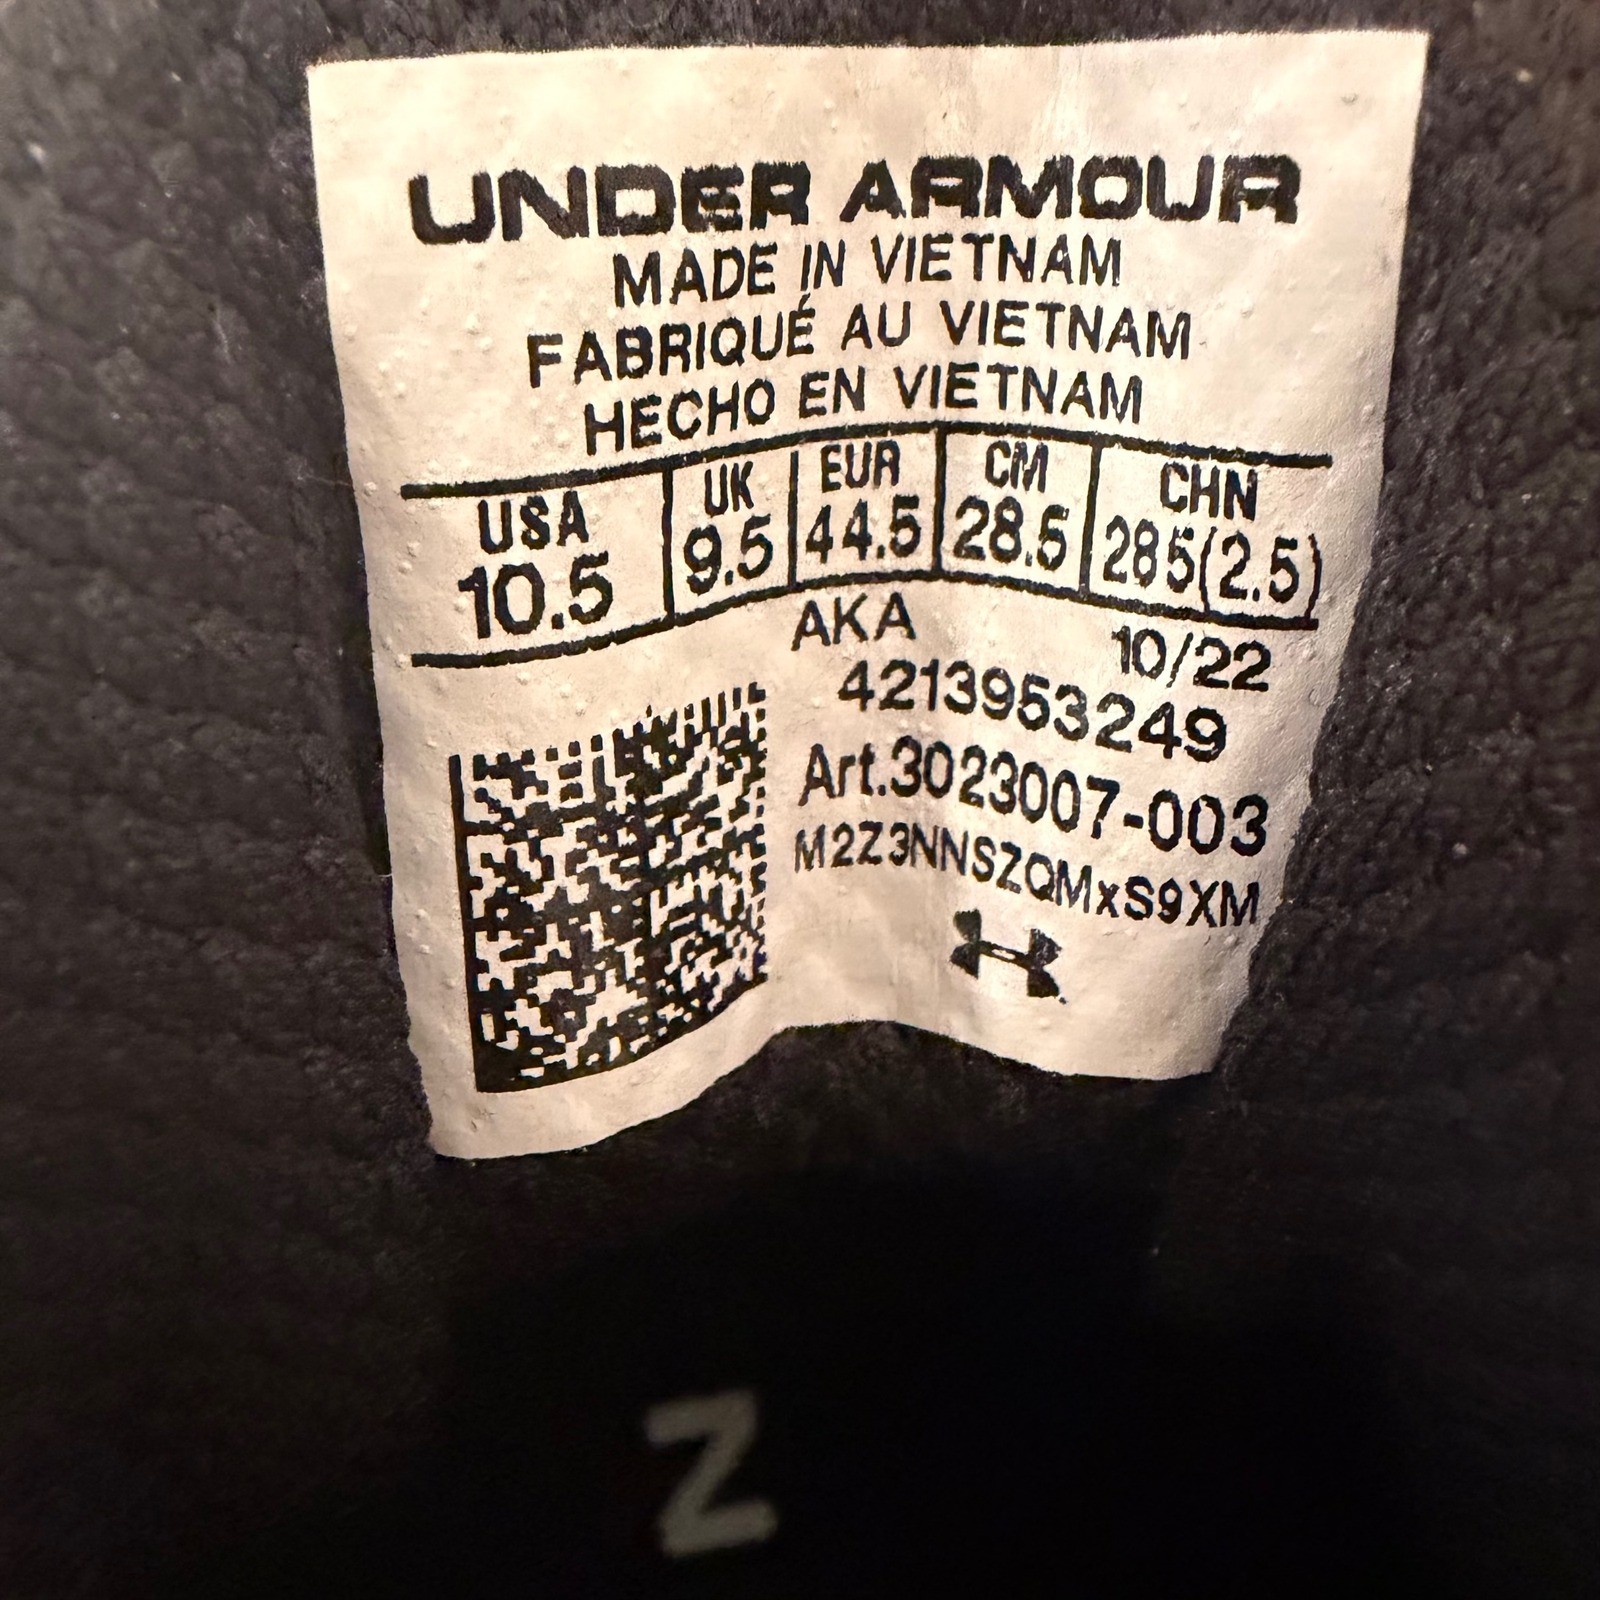 UNDER ARMOUR
MADE IN VIETNAM
FABRIQUÉ AU VIETNAM
HECHO EN VIETNAM
USA UK EUR CM CHN
10.5 9.5 44.5 28.5 285(2.5)
AKA 10/22
4213953249
Art.3023007-003
M2Z3NNSZQMxS9XM
Z